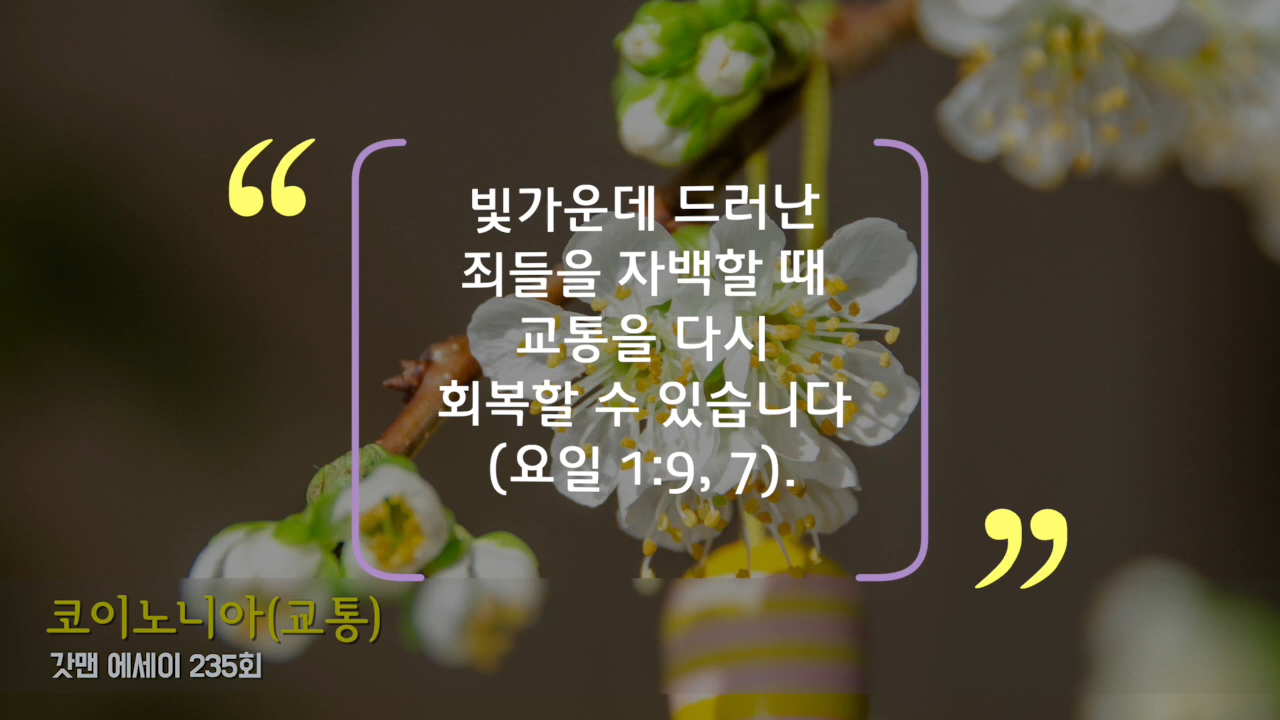 빛가운데 드러난
죄들을 자백할 때
교통을 다시
회복할 수 있습니다
(요일 1:9, 7).
코이노니아(교통)
갓맨 에세이 235회